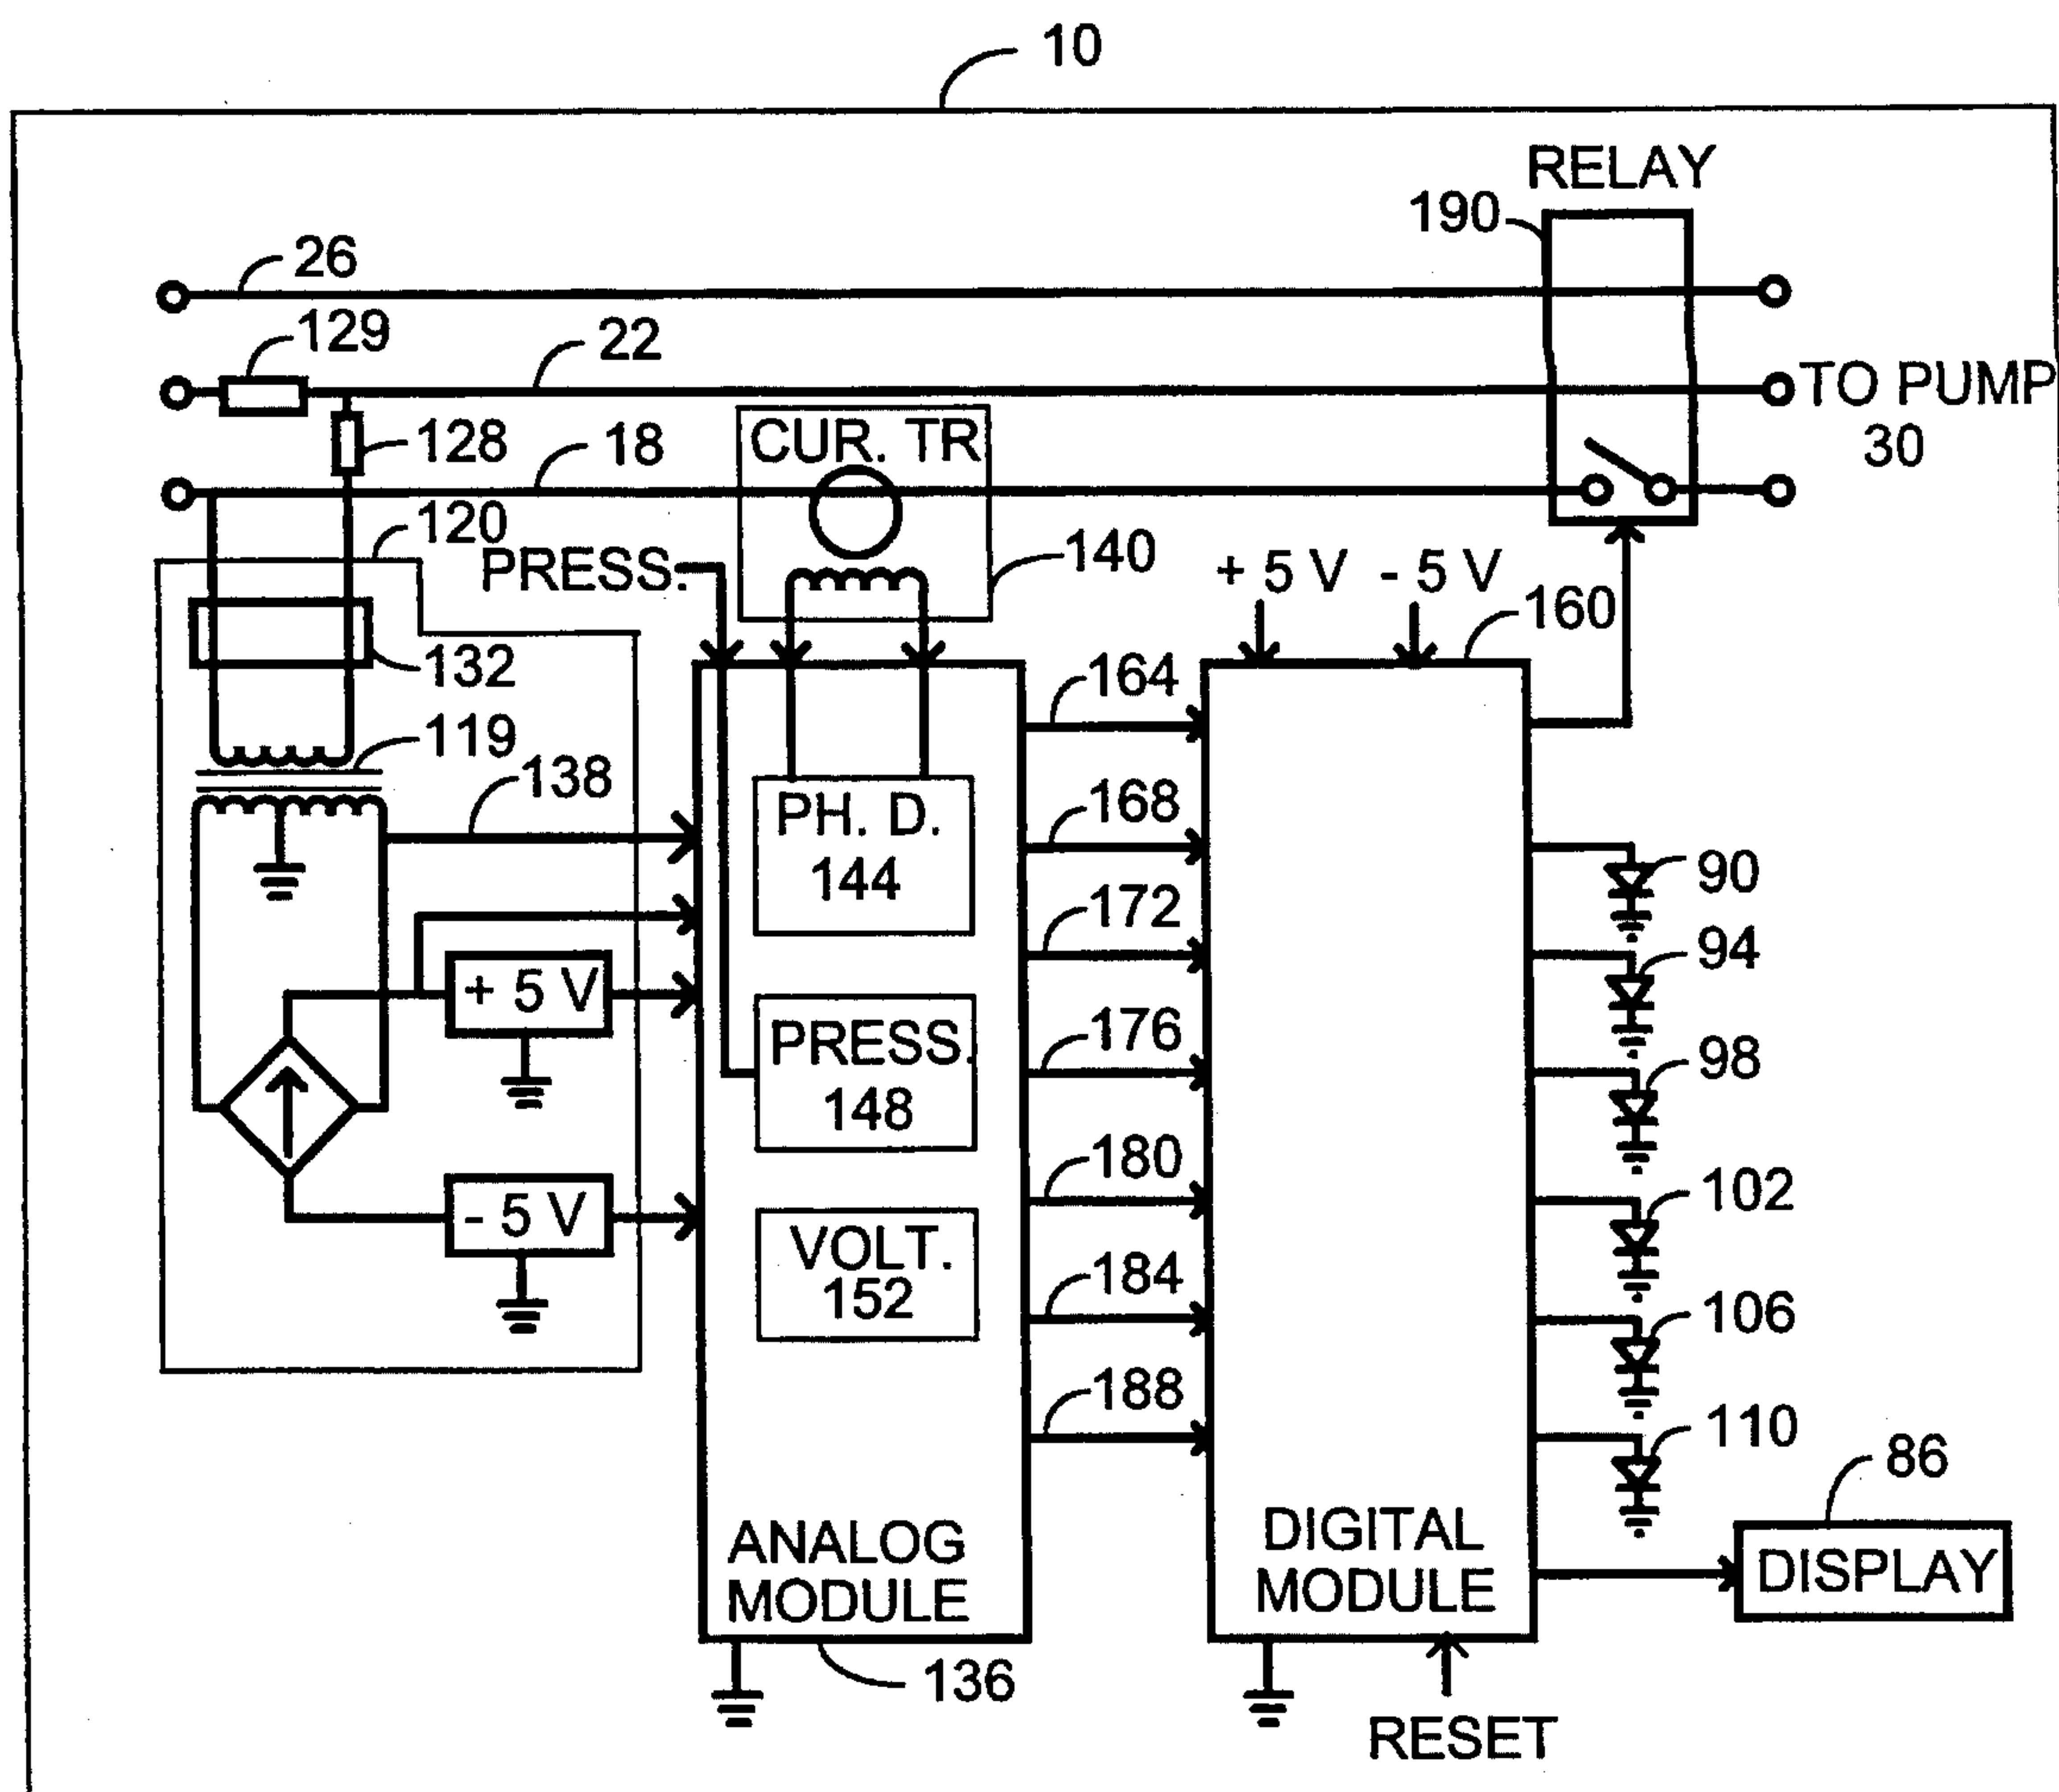 10
RELAY
190
26
129
22
TO PUMP
30
128
18
CUR. TR
120
PRESS.
140
+ 5 V
- 5 V
160
132
164
119
138
PH. D.
144
168
90
172
94
+ 5 V
PRESS.
148
176
98
180
102
- 5 V
VOLT.
152
184
106
188
110
86
ANALOG
MODULE
DIGITAL
MODULE
DISPLAY
136
RESET